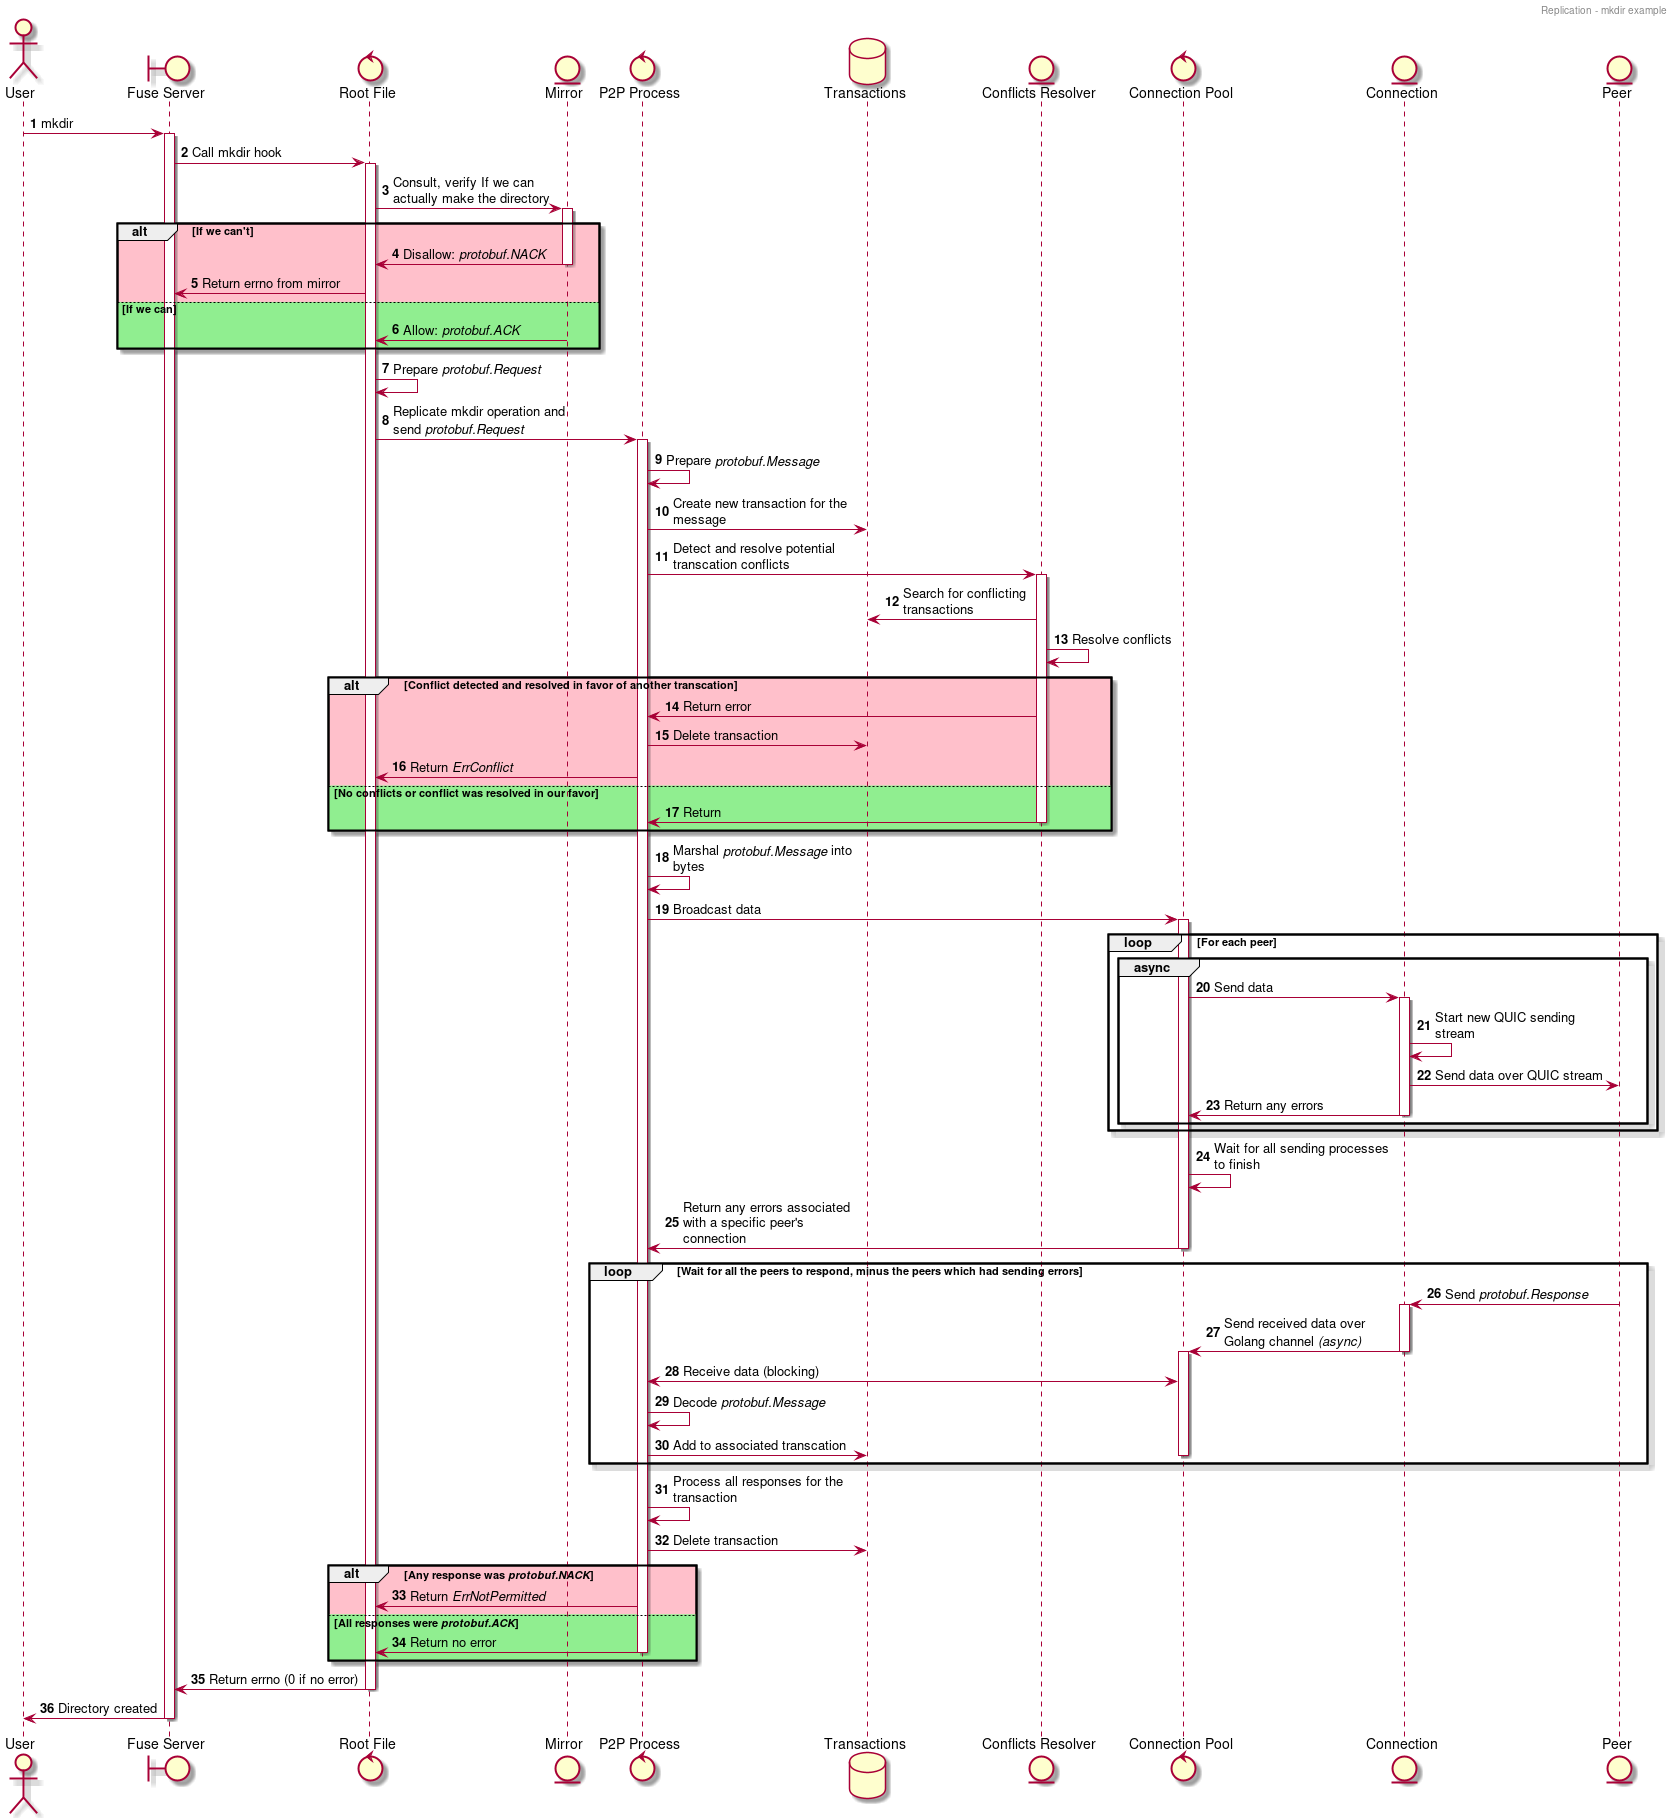 Replication - mkdir example
User
Fuse Server
Root File
Mirror
P2P Process
Transactions
Conflicts Resolver
Connection Pool
Connection
Peer
1 mkdir
2 Call mkdir hook
3 Consult, verify If we can
actually make the directory
alt
[If we can't]
4 Disallow: protobuf.NACK
5 Return errno from mirror
[If we can]
6 Allow: protobuf.ACK
7 Prepare protobuf.Request
8 Replicate mkdir operation and
send protobuf.Request
9 Prepare protobuf.Message
10 Create new transaction for the
message
11 Detect and resolve potential
transcation conflicts
12 Search for conflicting
transactions
13 Resolve conflicts
alt
[Conflict detected and resolved in favor of another transcation]
14 Return error
15 Delete transaction
16 Return ErrConflict
[No conflicts or conflict was resolved in our favor]
17 Return
18 Marshal protobuf.Message into
bytes
19 Broadcast data
loop
[For each peer]
async
20 Send data
21 Start new QUIC sending
stream
22 Send data over QUIC stream
23 Return any errors
24 Wait for all sending processes
to finish
25 Return any errors associated
with a specific peer's
connection
loop
[Wait for all the peers to respond, minus the peers which had sending errors]
26 Send protobuf.Response
27 Send received data over
Golang channel (async)
28 Receive data (blocking)
29 Decode protobuf.Message
30 Add to associated transcation
31 Process all responses for the
transaction
32 Delete transaction
alt
[Any response was protobuf.NACK]
33 Return ErrNotPermitted
[All responses were protobuf.ACK]
34 Return no error
35 Return errno (0 if no error)
36 Directory created
User
Fuse Server
Root File
Mirror
P2P Process
Transactions
Conflicts Resolver
Connection Pool
Connection
Peer